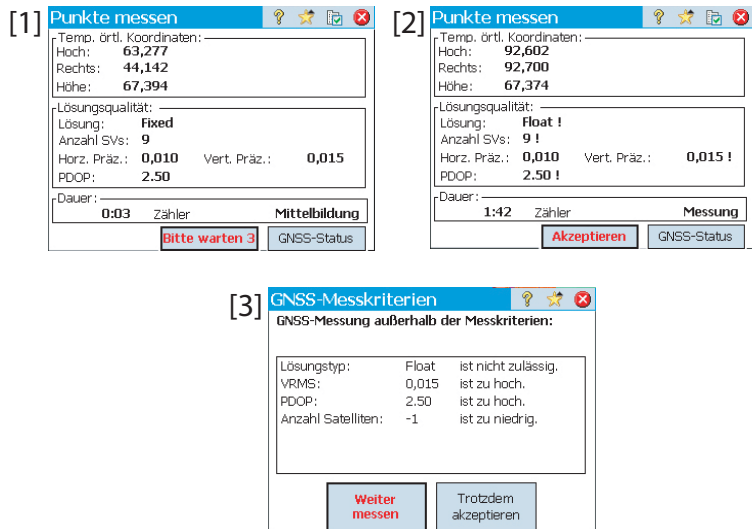 [1]
Punkte messen
Temp. örtl. Koordinaten:
Hoch: 63,277
Rechts: 44,142
Höhe: 67,394
Lösungsqualität:
Lösung: Fixed
Anzahl SVs: 9
Horz. Präz.: 0,010 Vert. Präz.: 0,015
PDOP: 2.50
Dauer:
0:03 Zähler Mittelbildung
Bitte warten 3 GNSS-Status
[2]
Punkte messen
Temp. örtl. Koordinaten:
Hoch: 92,602
Rechts: 92,700
Höhe: 67,374
Lösungsqualität:
Lösung: Float !
Anzahl SVs: 9 !
Horz. Präz.: 0,010 Vert. Präz.: 0,015 !
PDOP: 2.50 !
Dauer:
1:42 Zähler Messung
Akzeptieren GNSS-Status
[3]
GNSS-Messkriterien
GNSS-Messung außerhalb der Messkriterien:
Lösungstyp: Float ist nicht zulässig.
VRMS: 0,015 ist zu hoch.
PDOP: 2.50 ist zu hoch.
Anzahl Satelliten: -1 ist zu niedrig.
Weiter messen
Trotzdem akzeptieren